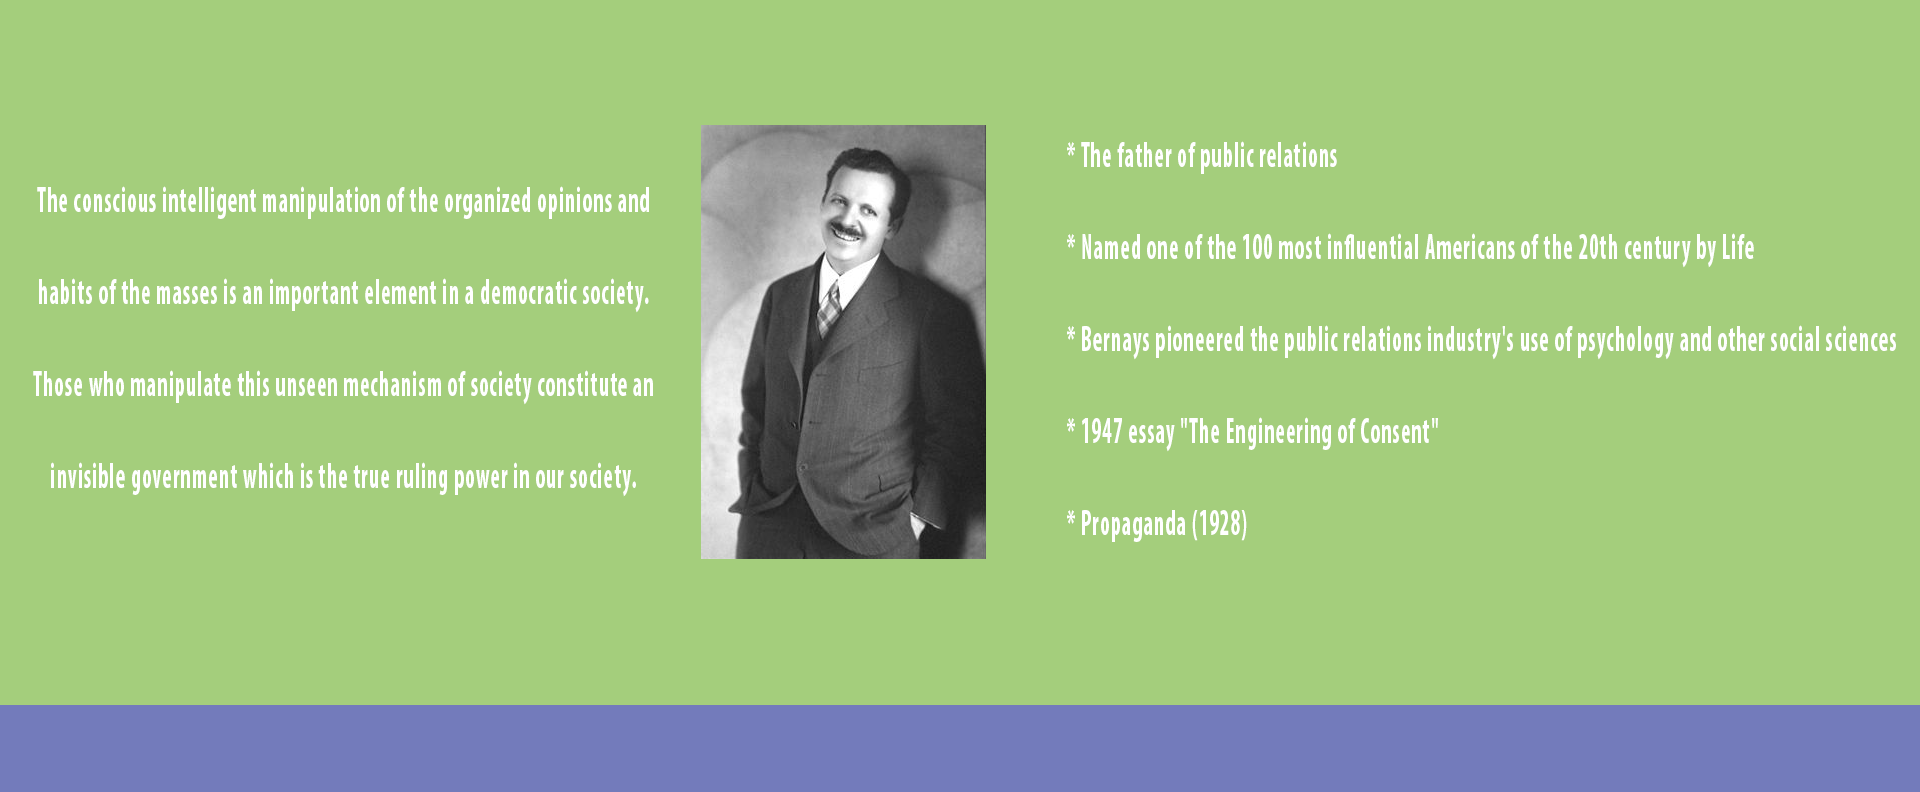 The conscious intelligent manipulation of the organized opinions and
habits of the masses is an important element in a democratic society.
Those who manipulate this unseen mechanism of society constitute an
invisible government which is the true ruling power in our society.
* The father of public relations
* Named one of the 100 most influential Americans of the 20th century by Life
* Bernays pioneered the public relations industry's use of psychology and other social sciences
* 1947 essay "The Engineering of Consent"
* Propaganda (1928)